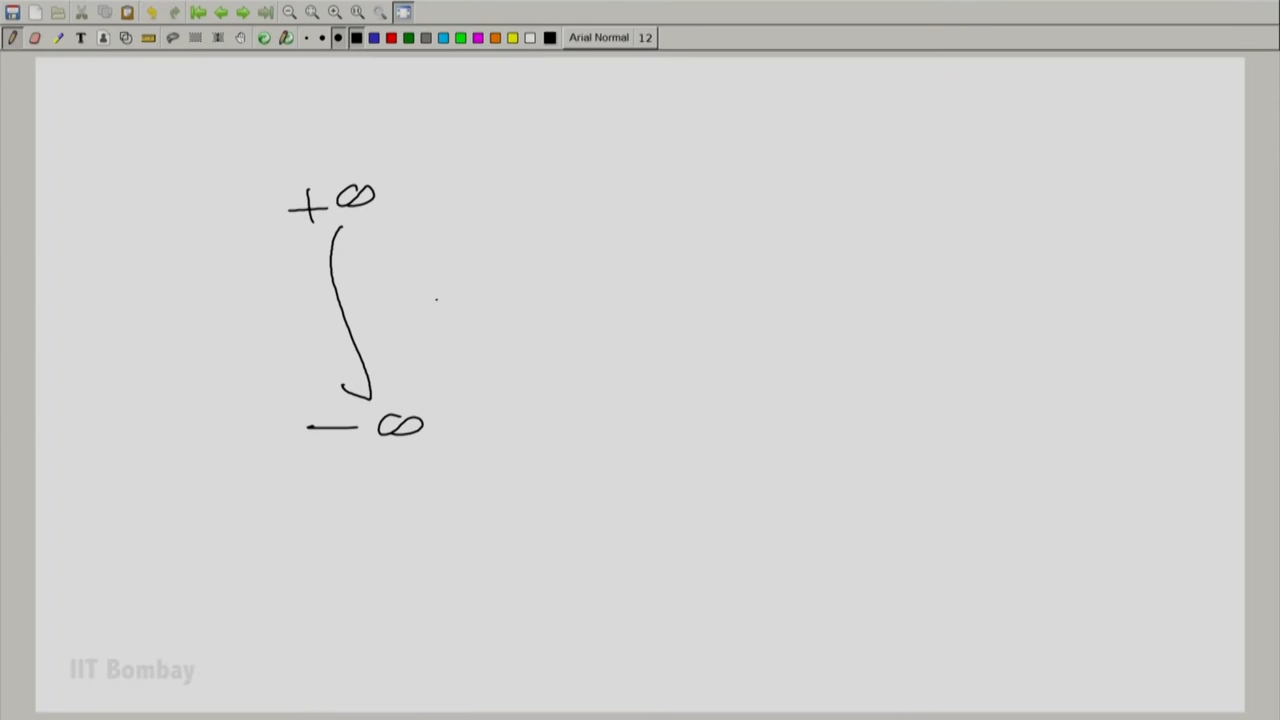 Arial Normal 12
+∞
∫
− ∞
IIT Bombay